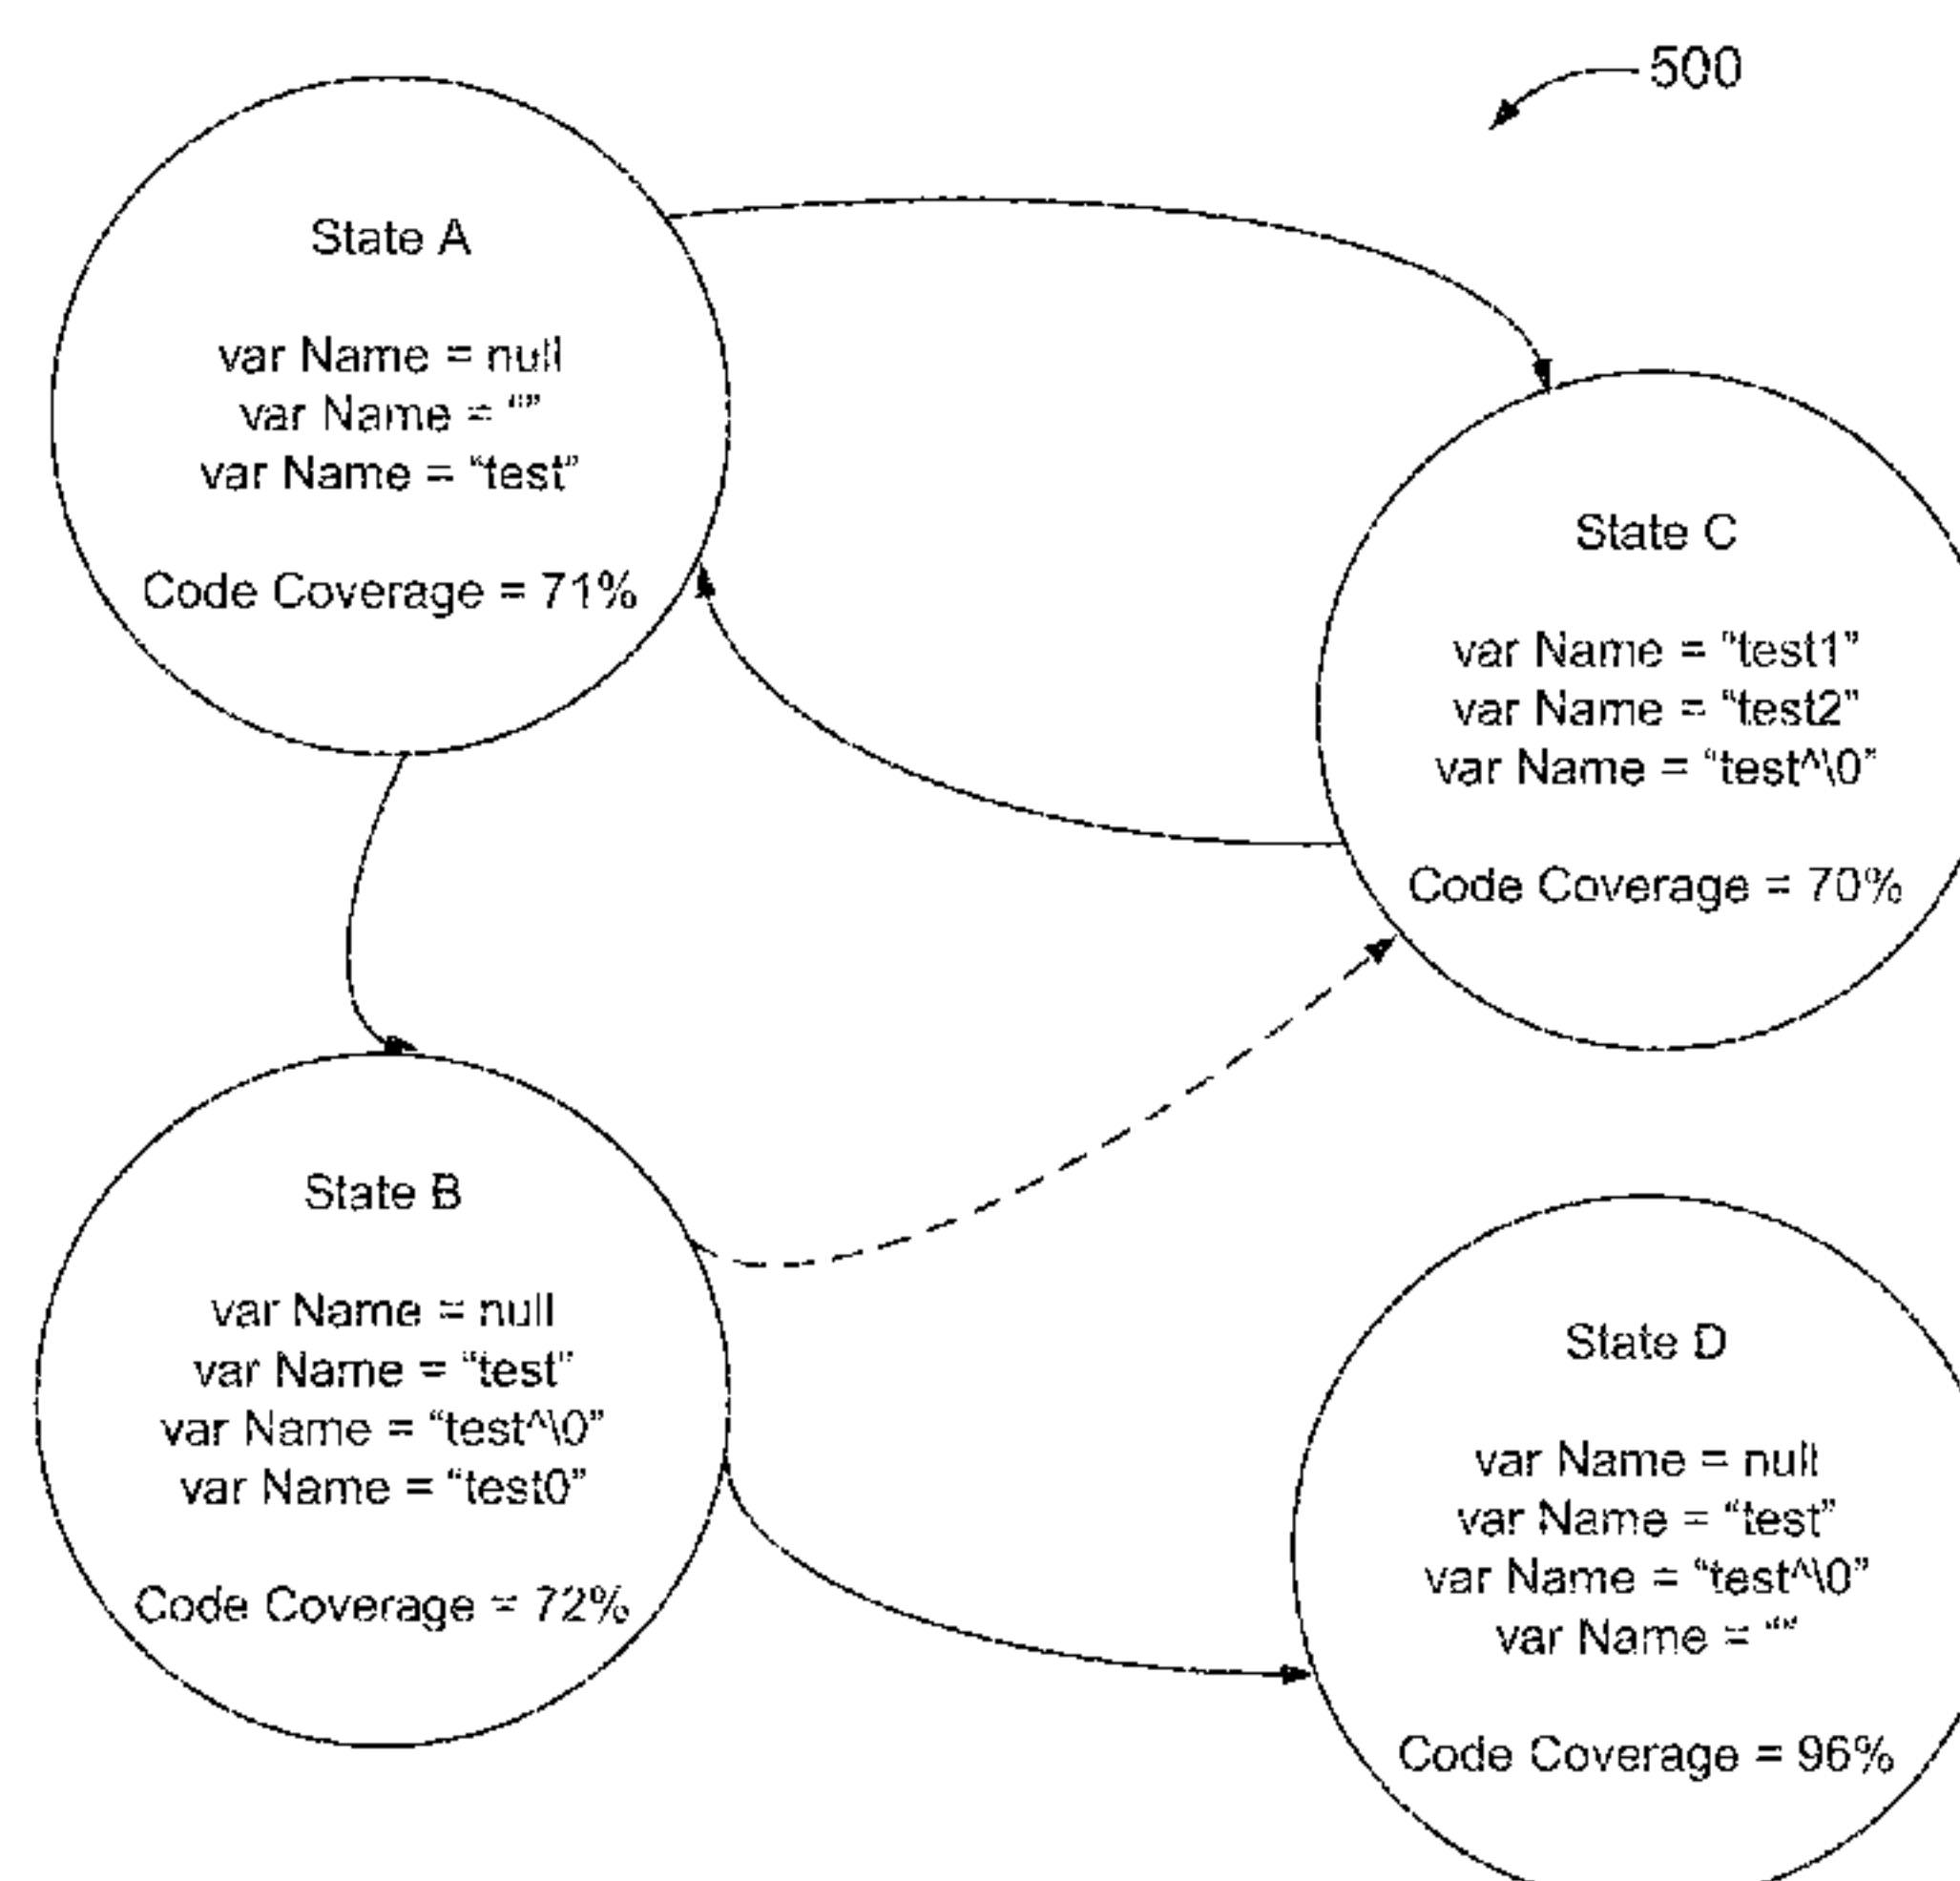 500
State A
var Name = null
var Name = “”
var Name = “test”
Code Coverage = 71%
State C
var Name = “test1”
var Name = “test2”
var Name = “test^\0”
Code Coverage = 70%
State B
var Name = null
var Name = “test”
var Name = “test^\0”
var Name = “test0”
Code Coverage = 72%
State D
var Name = null
var Name = “test”
var Name = “test^\0”
var Name = “”
Code Coverage = 96%